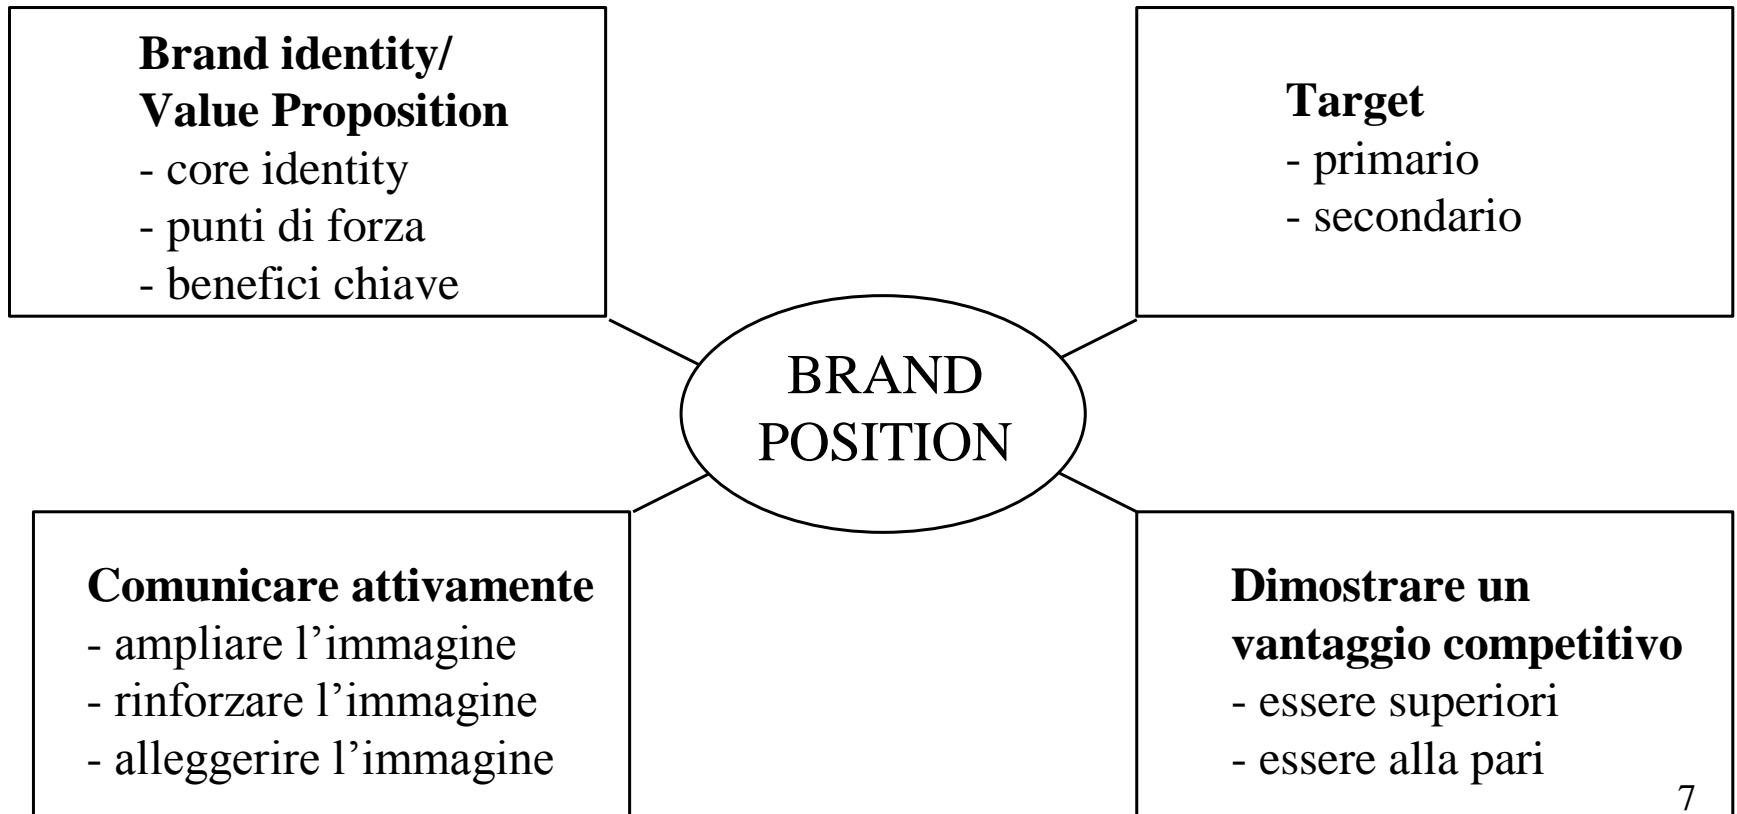 Brand identity/
Value Proposition
- core identity
- punti di forza
- benefici chiave
Target
- primario
- secondario
BRAND
POSITION
Comunicare attivamente
- ampliare l’immagine
- rinforzare l’immagine
- alleggerire l’immagine
Dimostrare un
vantaggio competitivo
- essere superiori
- essere alla pari
7